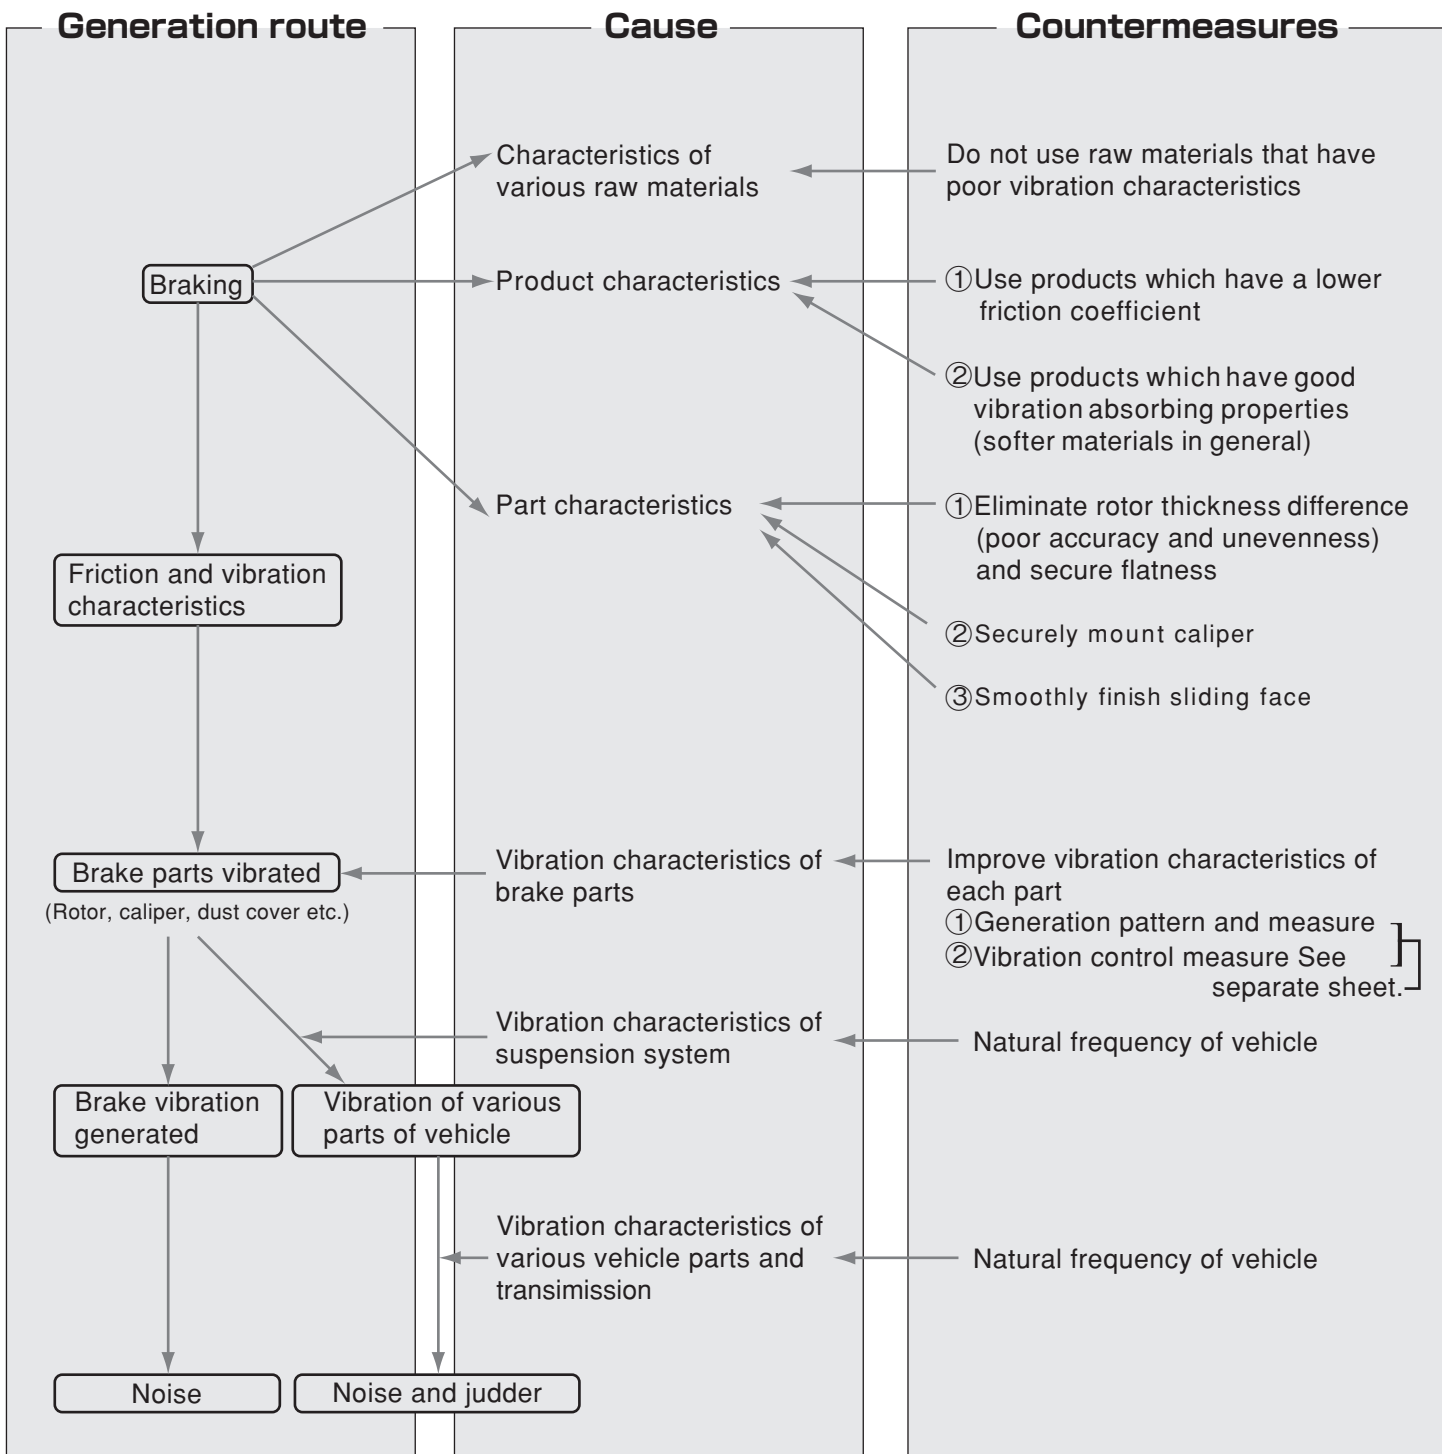 Generation route
Cause
Countermeasures
Characteristics of
various raw materials
Do not use raw materials that have
poor vibration characteristics
Braking
Product characteristics
①Use products which have a lower
friction coefficient
②Use products which have good
vibration absorbing properties
(softer materials in general)
Part characteristics
①Eliminate rotor thickness difference
(poor accuracy and unevenness)
and secure flatness
Friction and vibration
characteristics
②Securely mount caliper
③Smoothly finish sliding face
Brake parts vibrated
(Rotor, caliper, dust cover etc.)
Vibration characteristics of
brake parts
Improve vibration characteristics of
each part
①Generation pattern and measure
②Vibration control measure See
separate sheet.
Vibration characteristics of
suspension system
Natural frequency of vehicle
Brake vibration
generated
Vibration of various
parts of vehicle
Vibration characteristics of
various vehicle parts and
transimission
Natural frequency of vehicle
Noise
Noise and judder